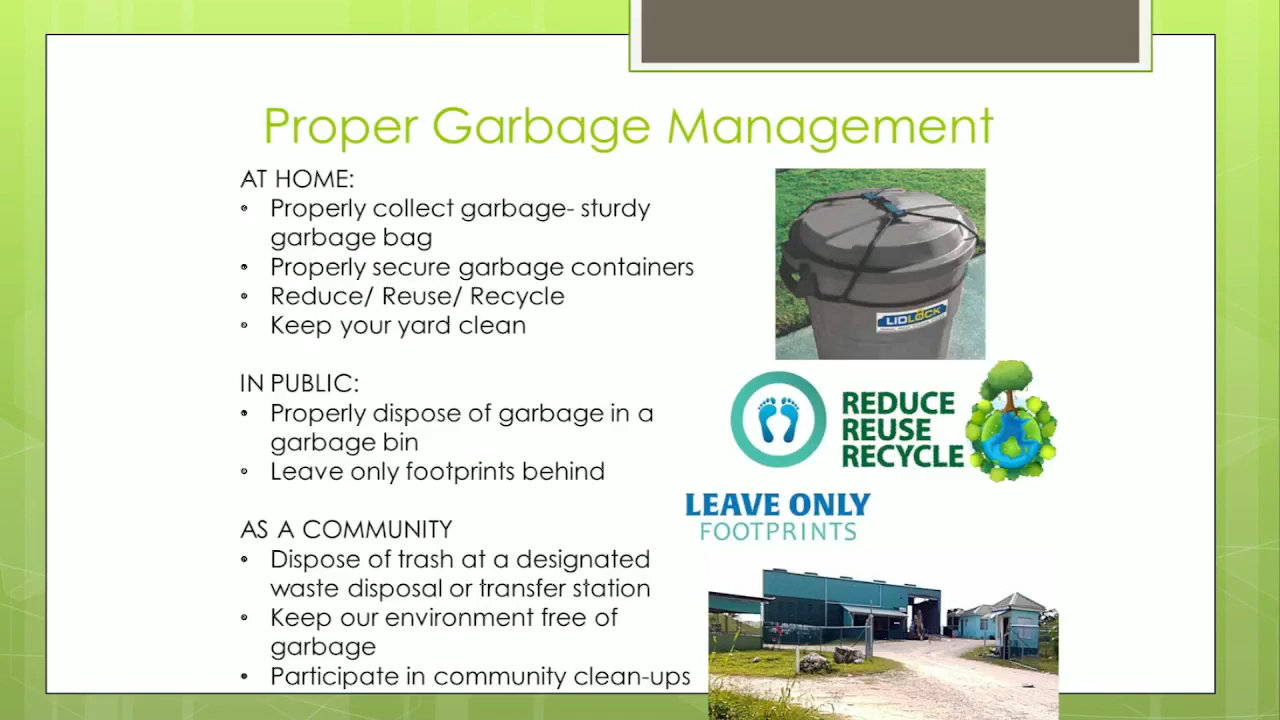 Proper Garbage Management
AT HOME:
• Properly collect garbage- sturdy
garbage bag
• Properly secure garbage containers
• Reduce/ Reuse/ Recycle
• Keep your yard clean
IN PUBLIC:
• Properly dispose of garbage in a
garbage bin
• Leave only footprints behind
AS A COMMUNITY
• Dispose of trash at a designated
waste disposal or transfer station
• Keep our environment free of
garbage
• Participate in community clean-ups
LIDLOCK
REDUCE
REUSE
RECYCLE
LEAVE ONLY
FOOTPRINTS